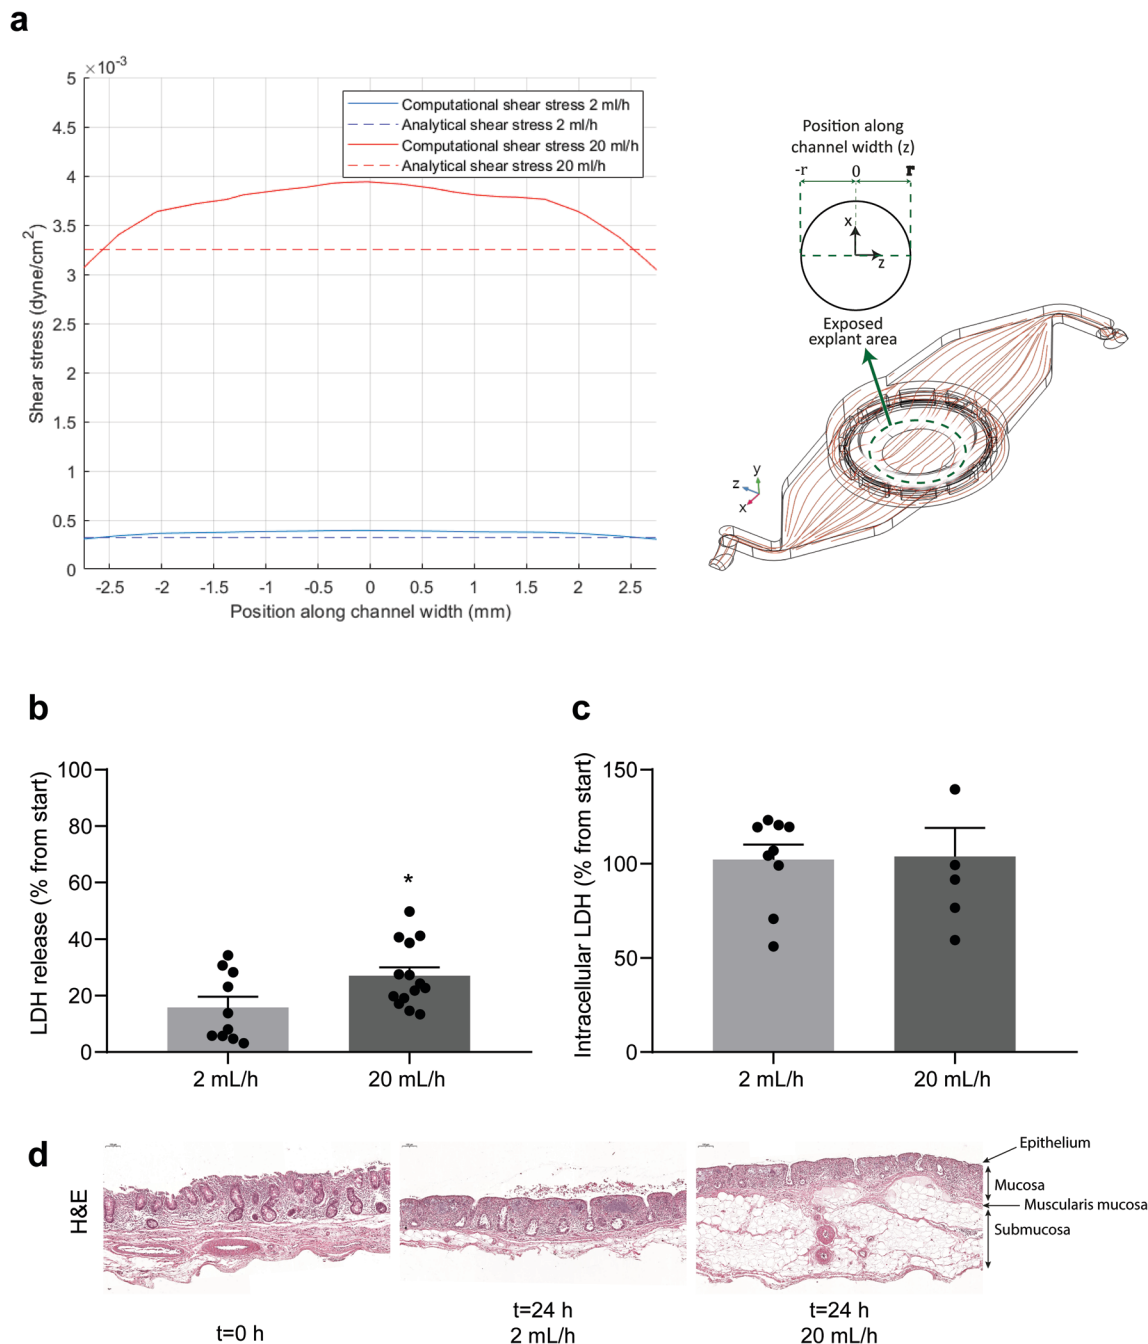 a
×10⁻³
5
4.5
4
3.5
3
2.5
2
1.5
1
0.5
0
Shear stress (dyne/cm²)
Computational shear stress 2 ml/h
Analytical shear stress 2 ml/h
Computational shear stress 20 ml/h
Analytical shear stress 20 ml/h
-2.5 -2 -1.5 -1 -0.5 0 0.5 1 1.5 2 2.5
Position along channel width (mm)
Position along
channel width (z)
-r 0 r
x
z
Exposed
explant area
y
z
x
b
LDH release (% from start)
100
80
60
40
20
0
*
2 mL/h 20 mL/h
c
Intracellular LDH (% from start)
150
100
50
0
2 mL/h 20 mL/h
d
H&E
Epithelium
Mucosa
Muscularis mucosa
Submucosa
t=0 h
t=24 h
2 mL/h
t=24 h
20 mL/h